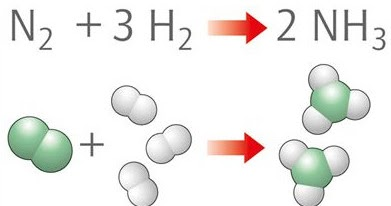 N₂ + 3 H₂ → 2 NH₃
+